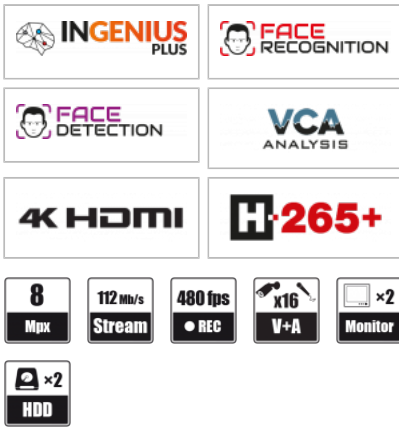 INGENIUS
PLUS
FACE
RECOGNITION
FACE
DETECTION
VCA
ANALYSIS
4K HDMI
H·265+
8
Mpx
112 Mb/s
Stream
480 fps
REC
x16
V+A
×2
Monitor
×2
HDD